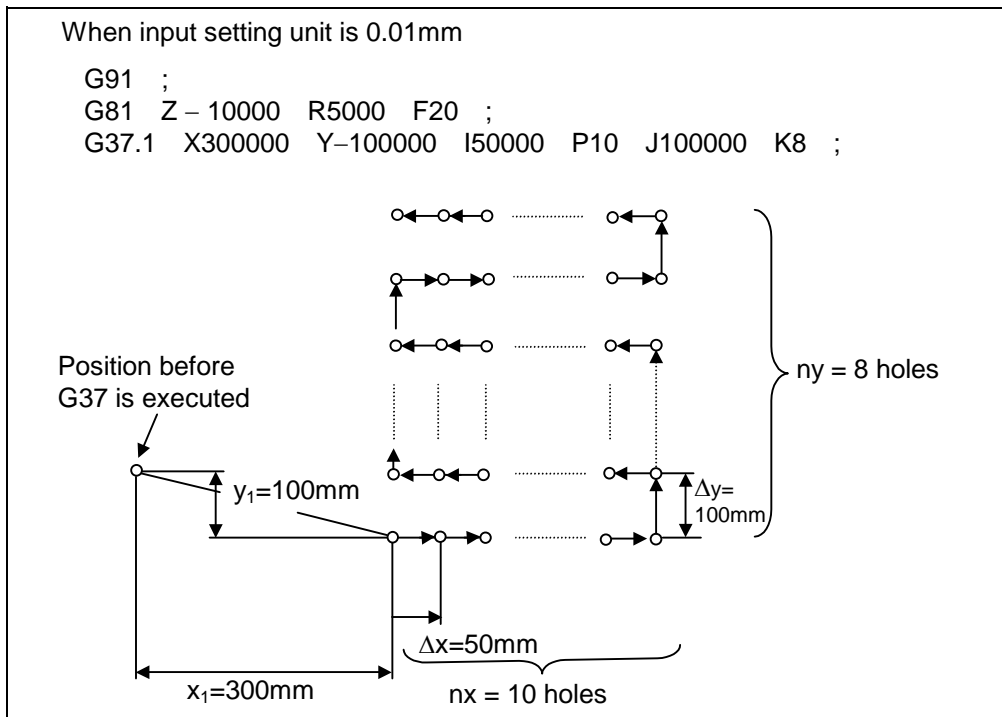 When input setting unit is 0.01mm
G91 ;
G81 Z – 10000 R5000 F20 ;
G37.1 X300000 Y–100000 I50000 P10 J100000 K8 ;
Position before
G37 is executed
ny = 8 holes
y₁=100mm
Δy=
100mm
Δx=50mm
x₁=300mm
nx = 10 holes